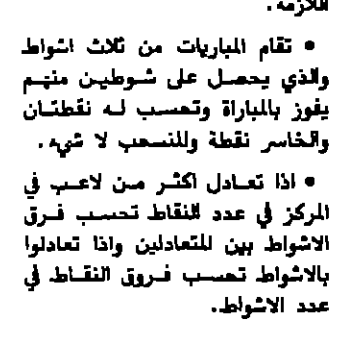 اللازمة.
• تقام المباريات من ثلاث اشواط
والذي يحصل على شوطين منهم
يفوز بالمباراة وتحسب له نقطتان
والخاسر نقطة وللمنسحب لا شيء.
• اذا تعادل اكثر من لاعب في
المركز في عدد النقاط تحسب فرق
الاشواط بين المتعادلين واذا تعادلوا
بالاشواط تحسب فروق النقاط في
عدد الاشواط.